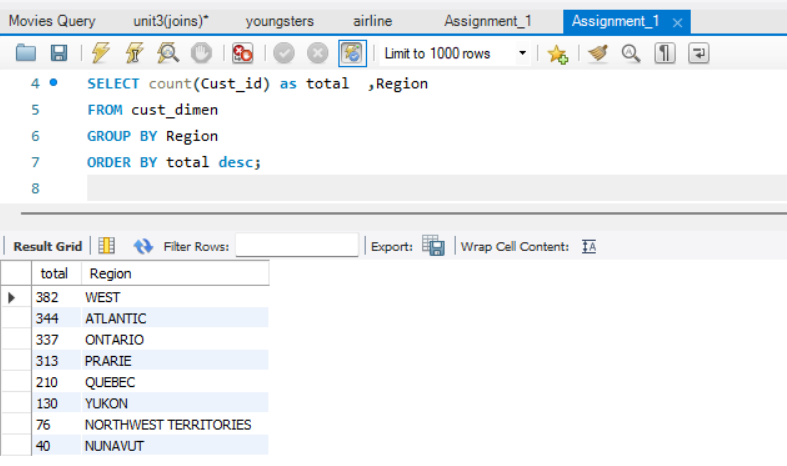 Movies Query unit3(joins)* youngsters airline Assignment_1 Assignment_1 ×
Limit to 1000 rows
4 SELECT count(Cust_id) as total ,Region
5 FROM cust_dimen
6 GROUP BY Region
7 ORDER BY total desc;
8
Result Grid Filter Rows: Export: Wrap Cell Content: IA
total Region
382 WEST
344 ATLANTIC
337 ONTARIO
313 PRARIE
210 QUEBEC
130 YUKON
76 NORTHWEST TERRITORIES
40 NUNAVUT